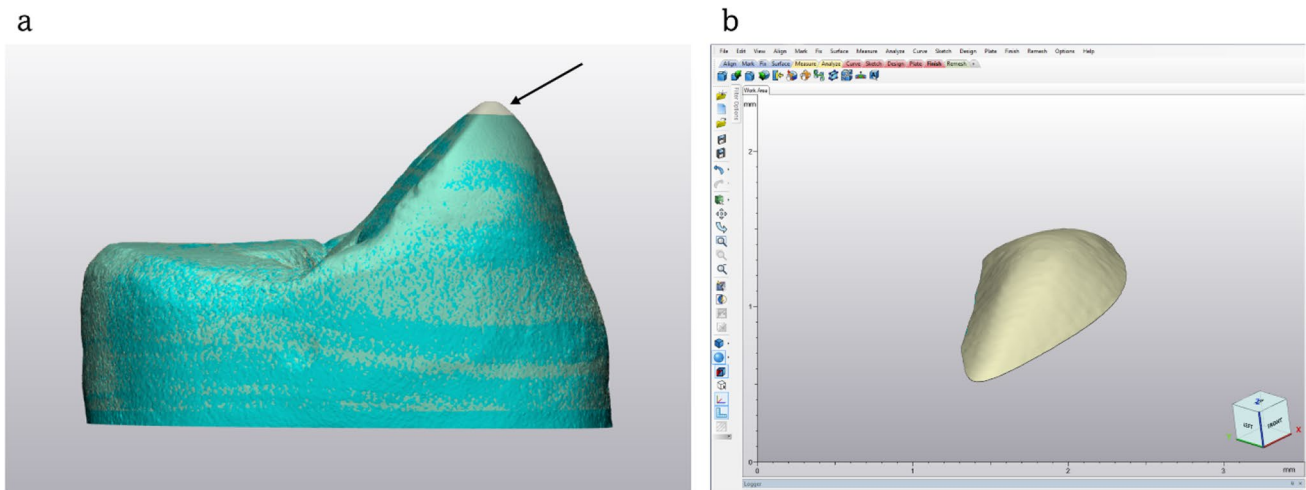 a
b
File Edit View Align Mark Fix Surface Measure Analyze Curve Sketch Design Plate Finish Remesh Options Help
Align Mark Fix Surface Measure Analyze Curve Sketch Design Plate Finish Remesh +
Work Area
Filter Options
mm
2
1
0
0 1 2 3 mm
LEFT FRONT
X
Logger